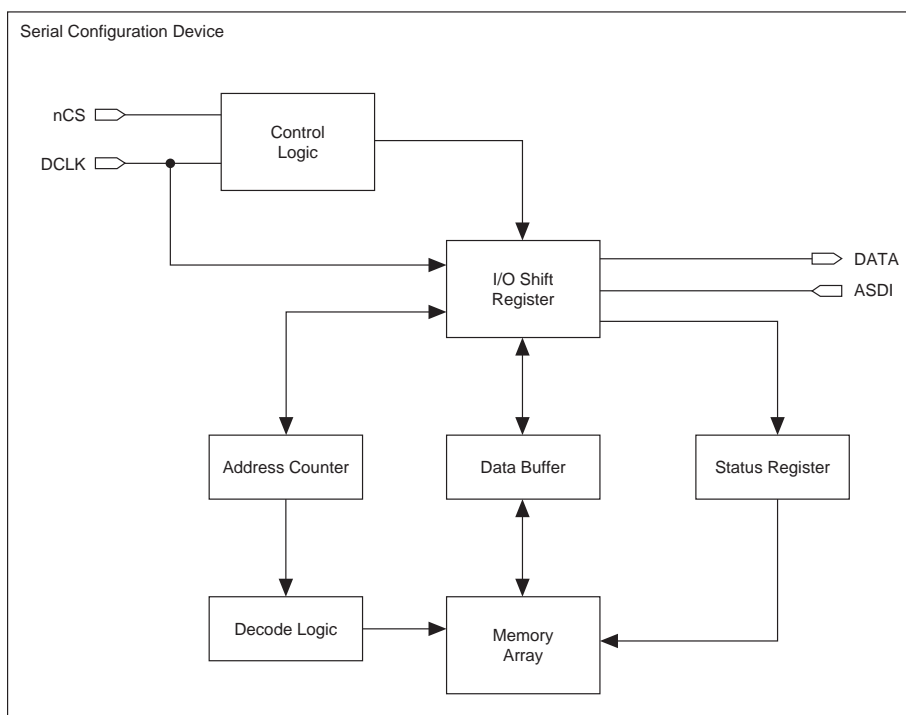 Serial Configuration Device
nCS
Control
Logic
DCLK
I/O Shift
Register
DATA
ASDI
Address Counter
Data Buffer
Status Register
Decode Logic
Memory
Array